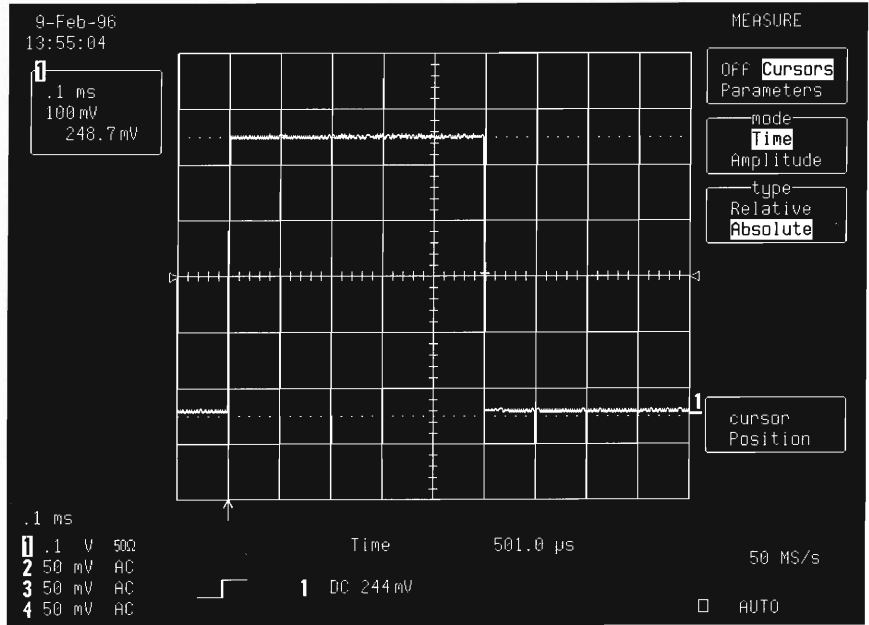 9-Feb-96
13:55:04
1
.1 ms
100 mV
248.7 mV
MEASURE
Off Cursors
Parameters
mode
Time
Amplitude
type
Relative
Absolute
1
cursor
Position
.1 ms
1 .1 V 50Ω
2 50 mV AC
3 50 mV AC
4 50 mV AC
Time 501.0 µs
1 DC 244 mV
50 MS/s
AUTO